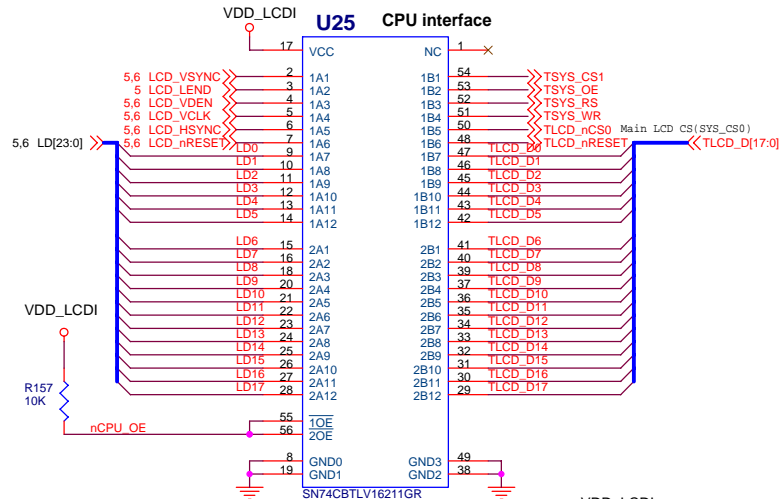 VDD_LCDI
U25 CPU interface
17 VCC NC 1
5,6 LCD_VSYNC 2 1A1 1B1 54 TSYS_CS1
5 LCD_LEND 3 1A2 1B2 53 TSYS_OE
5,6 LCD_VDEN 4 1A3 1B3 52 TSYS_RS
5,6 LCD_VCLK 5 1A4 1B4 51 TSYS_WR
5,6 LCD_HSYNC 6 1A5 1B5 50 TLCD_nCS0 Main LCD CS(SYS_CS0)
5,6 LCD_nRESET 7 1A6 1B6 48 TLCD_nRESET
5,6 LD[23:0] TLCD_D[17:0]
LD0 9 1A7 1B7 47 TLCD_D0
LD1 10 1A8 1B8 46 TLCD_D1
LD2 11 1A9 1B9 45 TLCD_D2
LD3 12 1A10 1B10 44 TLCD_D3
LD4 13 1A11 1B11 43 TLCD_D4
LD5 14 1A12 1B12 42 TLCD_D5
LD6 15 2A1 2B1 41 TLCD_D6
LD7 16 2A2 2B2 40 TLCD_D7
LD8 18 2A3 2B3 39 TLCD_D8
LD9 20 2A4 2B4 37 TLCD_D9
LD10 21 2A5 2B5 36 TLCD_D10
LD11 22 2A6 2B6 35 TLCD_D11
LD12 23 2A7 2B7 34 TLCD_D12
LD13 24 2A8 2B8 33 TLCD_D13
LD14 25 2A9 2B9 32 TLCD_D14
LD15 26 2A10 2B10 31 TLCD_D15
LD16 27 2A11 2B11 30 TLCD_D16
LD17 28 2A12 2B12 29 TLCD_D17
VDD_LCDI
R157
10K
55 1OE
nCPU_OE 56 2OE
8 GND0 GND3 49
19 GND1 GND2 38
SN74CBTLV16211GR
VDD_LCDI